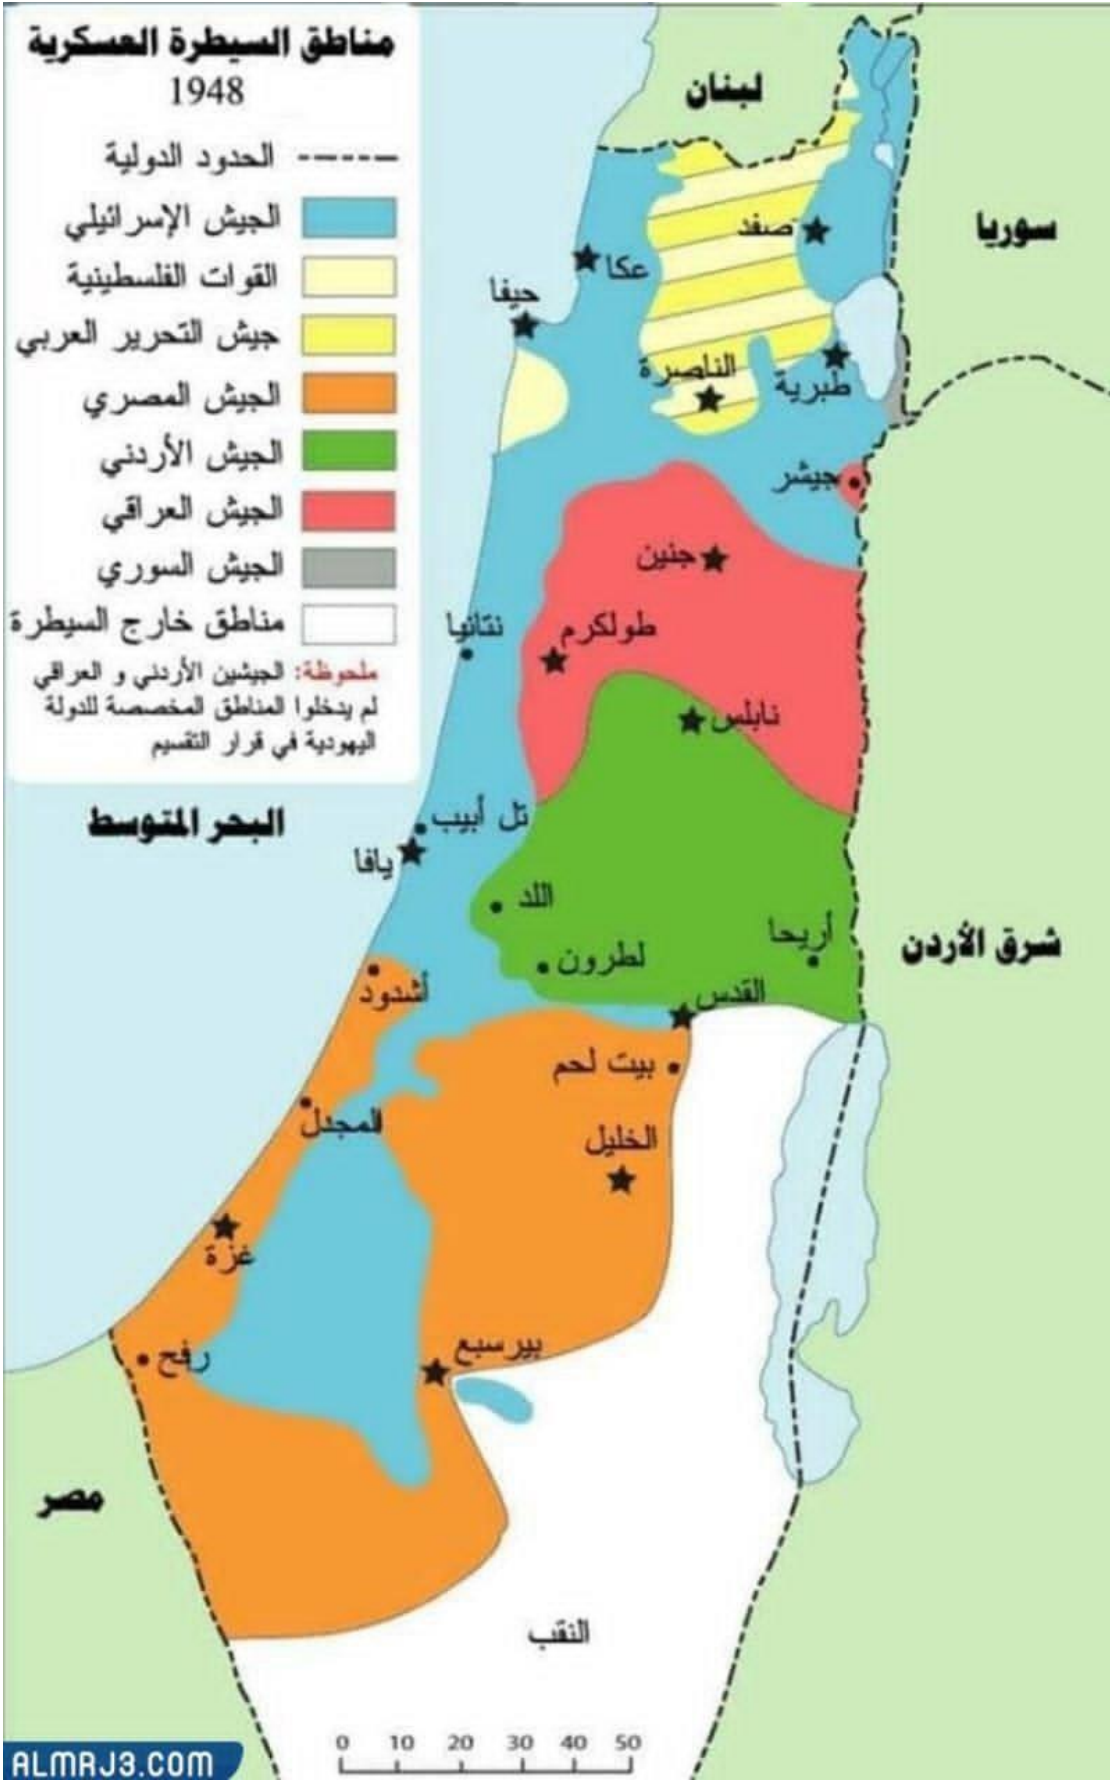 مناطق السيطرة العسكرية
1948
الحدود الدولية
الجيش الإسرائيلي
القوات الفلسطينية
جيش التحرير العربي
الجيش المصري
الجيش الأردني
الجيش العراقي
الجيش السوري
مناطق خارج السيطرة
ملحوظة: الجيشين الأردني و العراقي
لم يدخلوا المناطق المخصصة للدولة
اليهودية في قرار التقسيم
لبنان
سوريا
صفد
عكا
حيفا
الناصرة
طبرية
جيشر
جنين
نتانيا
طولكرم
نابلس
البحر المتوسط
تل أبيب
يافا
اللد
أريحا
شرق الأردن
لطرون
أشدود
القدس
بيت لحم
المجدل
الخليل
غزة
بيرسبع
رفح
مصر
النقب
0 10 20 30 40 50
ALMRJ3.COM